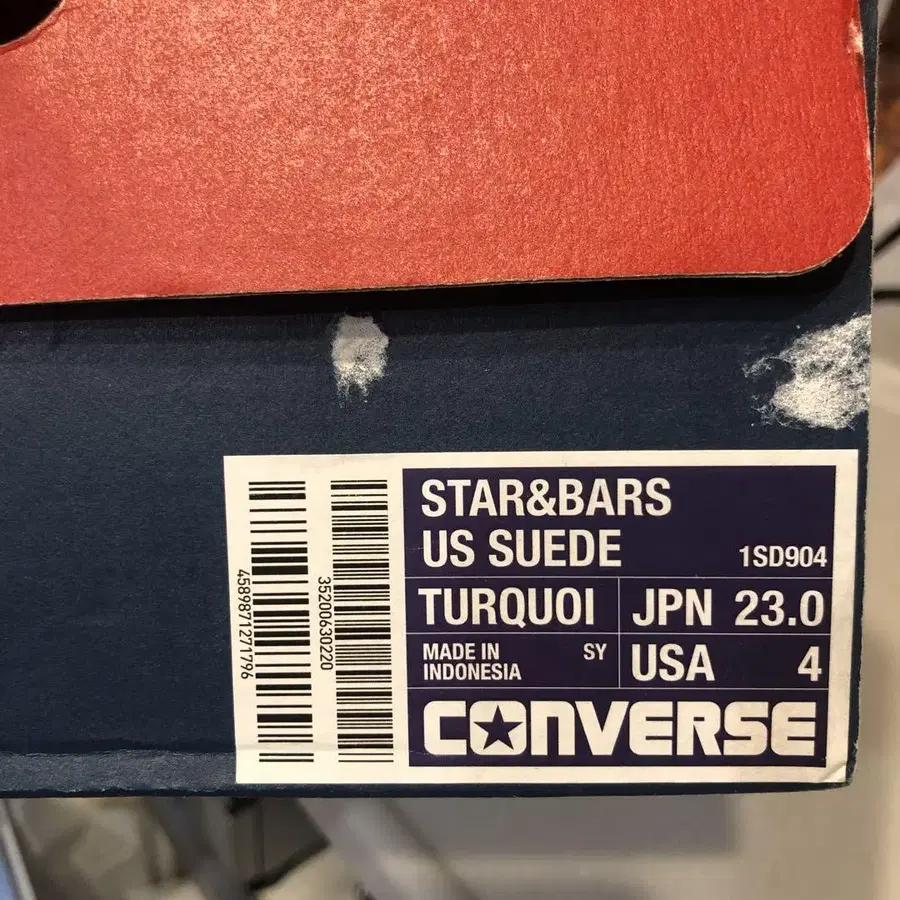 STAR&BARS
US SUEDE 1SD904
TURQUOI JPN 23.0
MADE IN INDONESIA SY USA 4
CONVERSE
4589871271796
35200630220